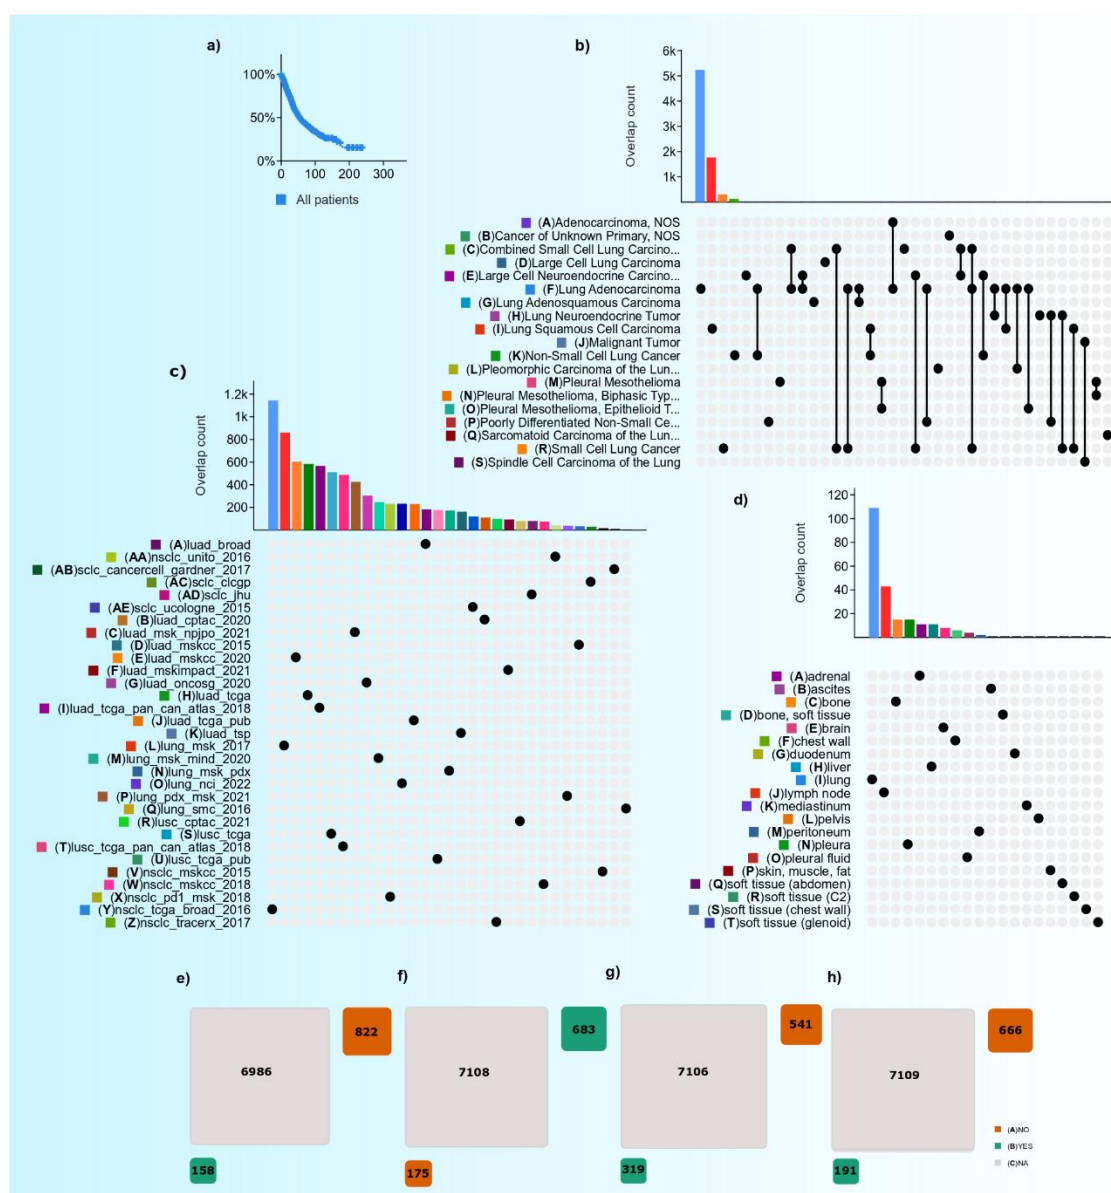 a)
100%
50%
0%
0 100 200 300
All patients
b)
6k
5k
4k
3k
2k
1k
Overlap count
(A)Adenocarcinoma, NOS
(B)Cancer of Unknown Primary, NOS
(C)Combined Small Cell Lung Carcino...
(D)Large Cell Lung Carcinoma
(E)Large Cell Neuroendocrine Carcino...
(F)Lung Adenocarcinoma
(G)Lung Adenosquamous Carcinoma
(H)Lung Neuroendocrine Tumor
(I)Lung Squamous Cell Carcinoma
(J)Malignant Tumor
(K)Non-Small Cell Lung Cancer
(L)Pleomorphic Carcinoma of the Lun...
(M)Pleural Mesothelioma
(N)Pleural Mesothelioma, Biphasic Typ...
(O)Pleural Mesothelioma, Epithelioid T...
(P)Poorly Differentiated Non-Small Ce...
(Q)Sarcomatoid Carcinoma of the Lun...
(R)Small Cell Lung Cancer
(S)Spindle Cell Carcinoma of the Lung
c)
1.2k
1k
800
600
400
200
Overlap count
(A)luad_broad
(AA)nsclc_unito_2016
(AB)sclc_cancercell_gardner_2017
(AC)sclc_clcgp
(AD)sclc_jhu
(AE)sclc_ucologne_2015
(B)luad_cptac_2020
(C)luad_msk_npjpo_2021
(D)luad_mskcc_2015
(E)luad_mskcc_2020
(F)luad_mskimpact_2021
(G)luad_oncosg_2020
(H)luad_tcga
(I)luad_tcga_pan_can_atlas_2018
(J)luad_tcga_pub
(K)luad_tsp
(L)lung_msk_2017
(M)lung_msk_mind_2020
(N)lung_msk_pdx
(O)lung_nci_2022
(P)lung_pdx_msk_2021
(Q)lung_smc_2016
(R)lusc_cptac_2021
(S)lusc_tcga
(T)lusc_tcga_pan_can_atlas_2018
(U)lusc_tcga_pub
(V)nsclc_mskcc_2015
(W)nsclc_mskcc_2018
(X)nsclc_pd1_msk_2018
(Y)nsclc_tcga_broad_2016
(Z)nsclc_tracerx_2017
d)
120
100
80
60
40
20
Overlap count
(A)adrenal
(B)ascites
(C)bone
(D)bone, soft tissue
(E)brain
(F)chest wall
(G)duodenum
(H)liver
(I)lung
(J)lymph node
(K)mediastinum
(L)pelvis
(M)peritoneum
(N)pleura
(O)pleural fluid
(P)skin, muscle, fat
(Q)soft tissue (abdomen)
(R)soft tissue (C2)
(S)soft tissue (chest wall)
(T)soft tissue (glenoid)
e)
6986
822
158
f)
7108
683
175
g)
7106
541
319
h)
7109
666
191
(A)NO
(B)YES
(C)NA